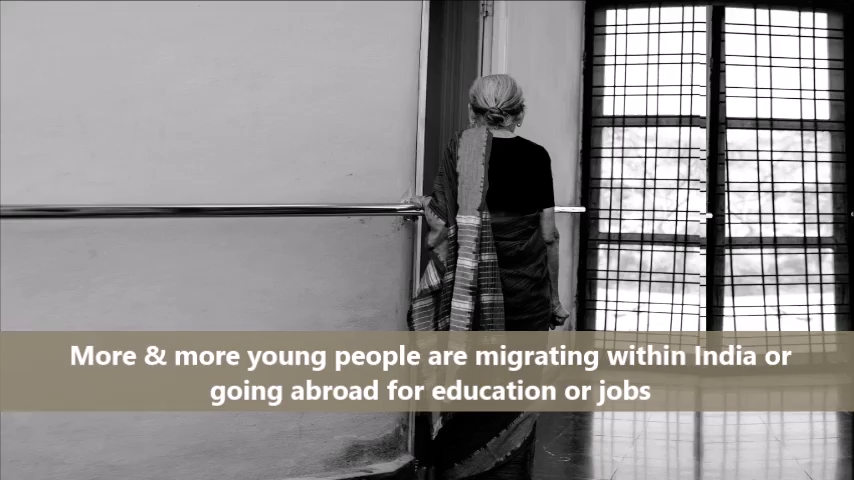 More & more young people are migrating within India or
going abroad for education or jobs